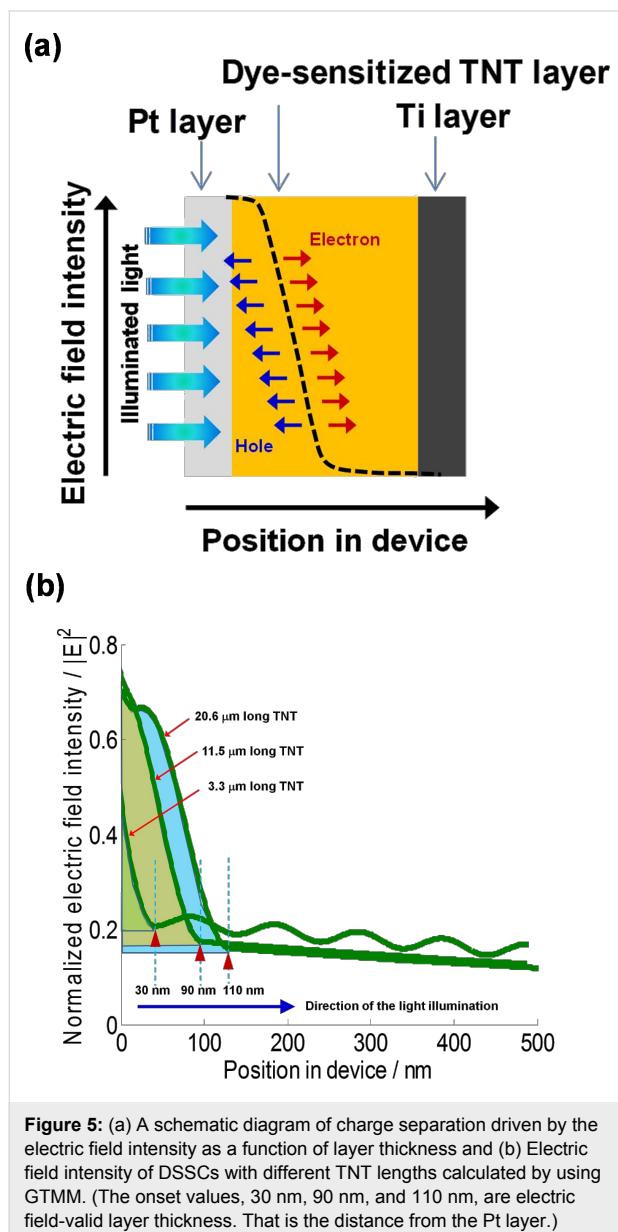 (a)
Dye-sensitized TNT layer
Pt layer
Ti layer
Electric field intensity
Illuminated light
Electron
Hole
Position in device
(b)
Normalized electric field intensity / |E|²
0.8
0.6
0.4
0.2
0
20.6 µm long TNT
11.5 µm long TNT
3.3 µm long TNT
30 nm
90 nm
110 nm
Direction of the light illumination
0
100
200
300
400
500
Position in device / nm
Figure 5: (a) A schematic diagram of charge separation driven by the
electric field intensity as a function of layer thickness and (b) Electric
field intensity of DSSCs with different TNT lengths calculated by using
GTMM. (The onset values, 30 nm, 90 nm, and 110 nm, are electric
field-valid layer thickness. That is the distance from the Pt layer.)